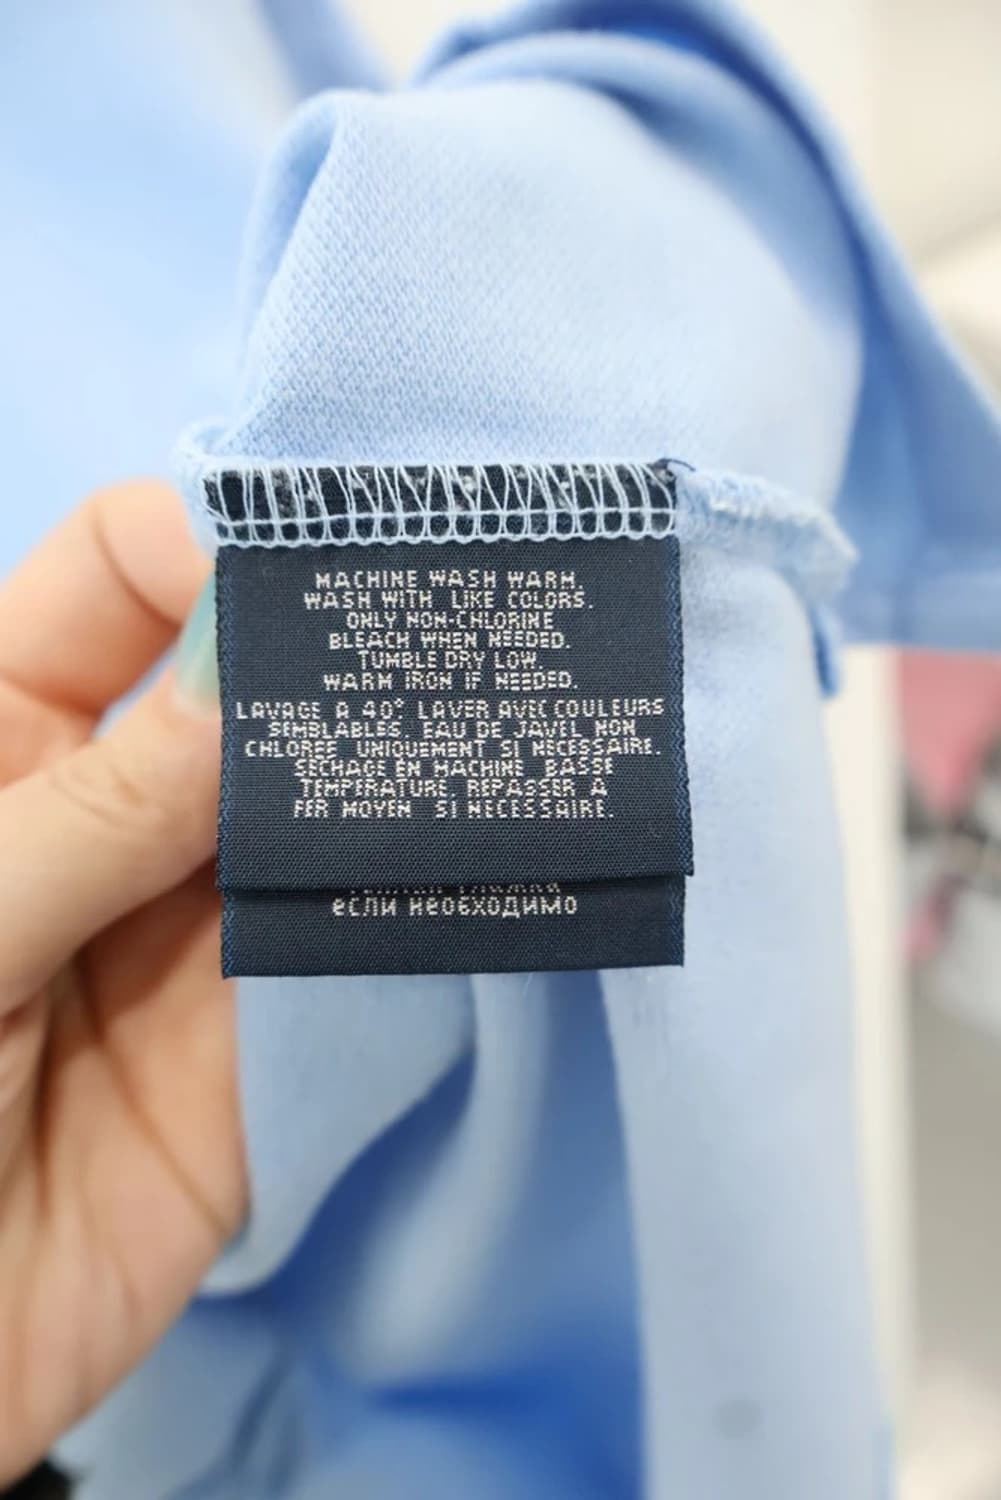 MACHINE WASH WARM.
WASH WITH LIKE COLORS.
ONLY NON-CHLORINE
BLEACH WHEN NEEDED.
TUMBLE DRY LOW.
WARM IRON IF NEEDED.
LAVAGE A 40° LAVER AVEC COULEURS
SEMBLABLES. EAU DE JAVEL NON
CHLOREE UNIQUEMENT SI NECESSAIRE.
SECHAGE EN MACHINE BASSE
TEMPERATURE. REPASSER A
FER MOYEN SI NECESSAIRE.
если необходимо